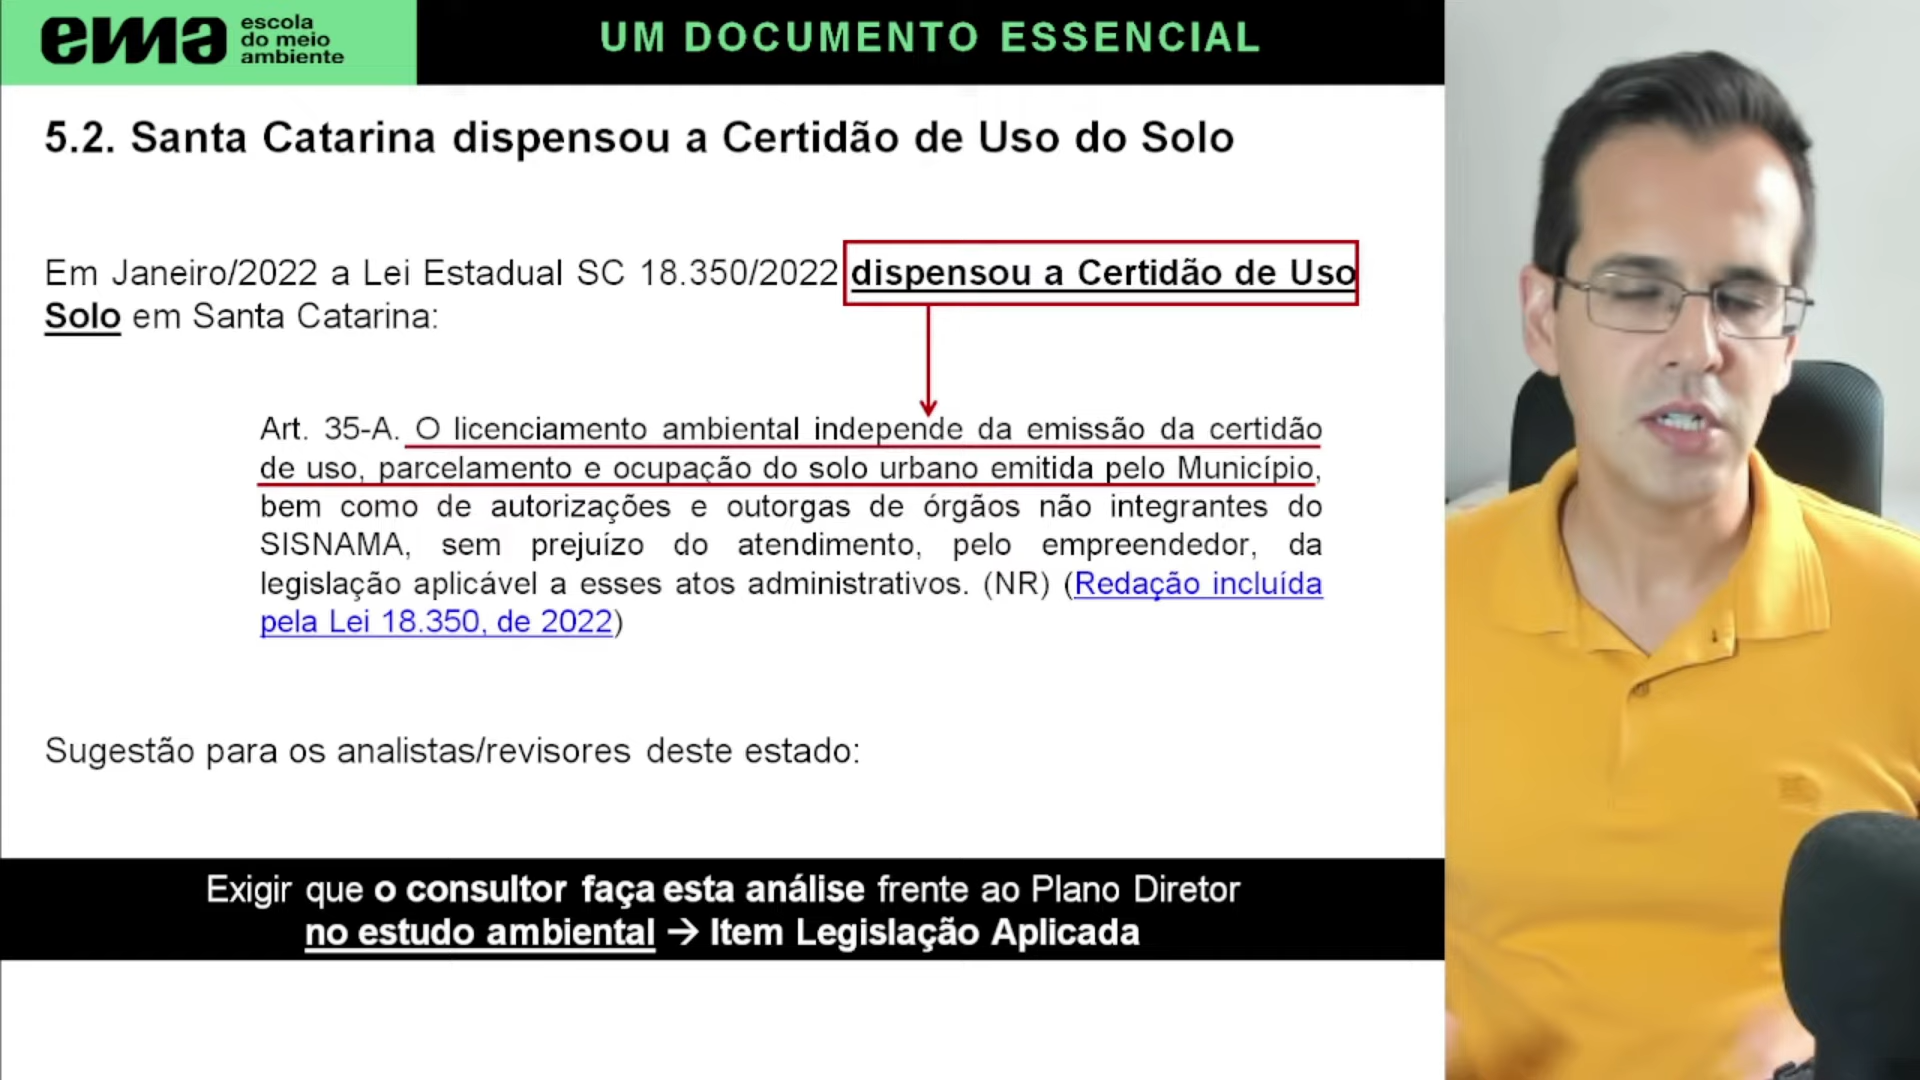 ema escola
do meio
ambiente
UM DOCUMENTO ESSENCIAL
5.2. Santa Catarina dispensou a Certidão de Uso do Solo
Em Janeiro/2022 a Lei Estadual SC 18.350/2022 dispensou a Certidão de Uso
Solo em Santa Catarina:
Art. 35-A. O licenciamento ambiental independe da emissão da certidão
de uso, parcelamento e ocupação do solo urbano emitida pelo Município,
bem como de autorizações e outorgas de órgãos não integrantes do
SISNAMA, sem prejuízo do atendimento, pelo empreendedor, da
legislação aplicável a esses atos administrativos. (NR) (Redação incluída
pela Lei 18.350, de 2022)
Sugestão para os analistas/revisores deste estado:
Exigir que o consultor faça esta análise frente ao Plano Diretor
no estudo ambiental → Item Legislação Aplicada